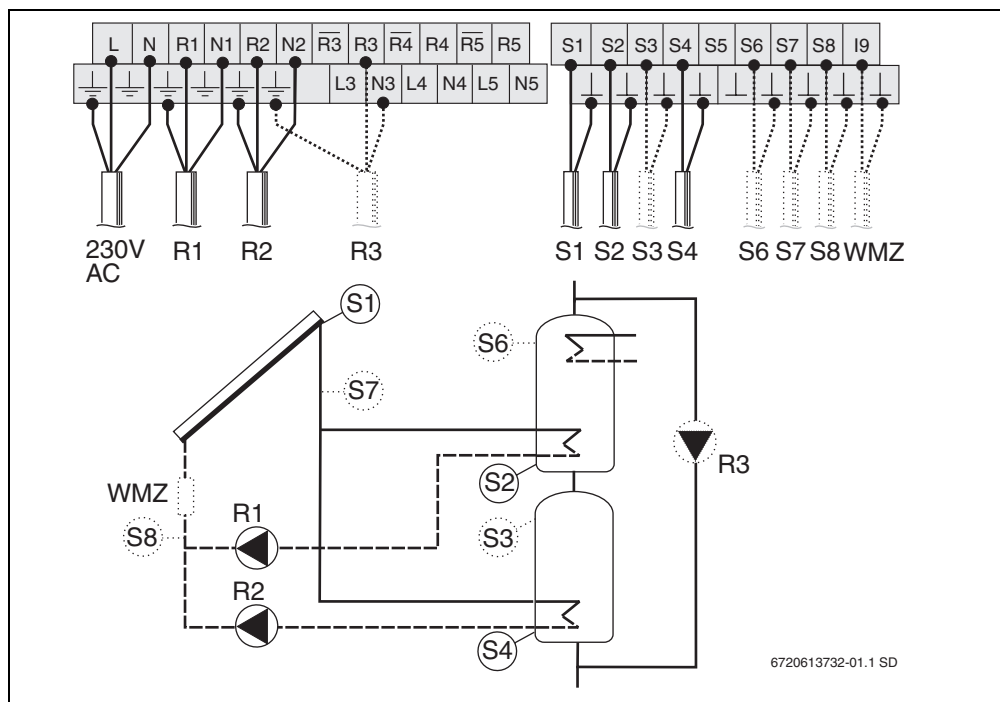 L N R1 N1 R2 N2 R̅3̅ R3 R̅4̅ R4 R̅5̅ R5
S1 S2 S3 S4 S5 S6 S7 S8 I9
L3 N3 L4 N4 L5 N5
230V AC
R1 R2 R3
S1 S2 S3 S4 S6 S7 S8 WMZ
S1
S6
S7
R3
S2
WMZ
R1
S8
S3
R2
S4
6720613732-01.1 SD